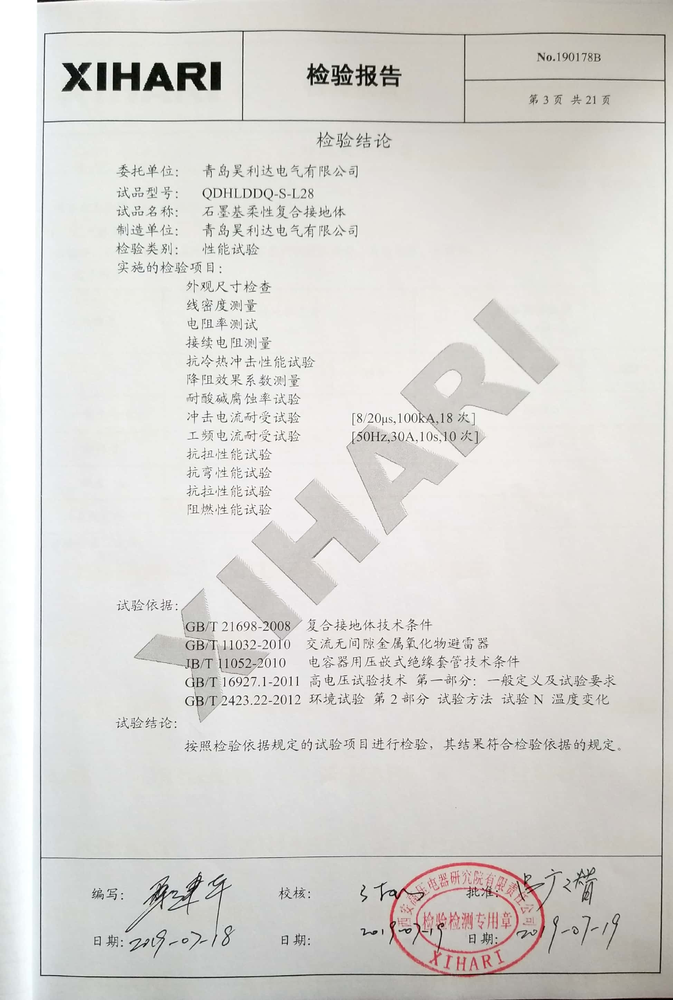 XIHARI
检验报告
No.190178B
第 3 页 共 21 页
检验结论
委托单位: 青岛昊利达电气有限公司
试品型号: QDHLDDQ-S-L28
试品名称: 石墨基柔性复合接地体
制造单位: 青岛昊利达电气有限公司
检验类别: 性能试验
实施的检验项目:
外观尺寸检查
线密度测量
电阻率测试
接续电阻测量
抗冷热冲击性能试验
降阻效果系数测量
耐酸碱腐蚀率试验
冲击电流耐受试验 [8/20μs,100kA,18 次]
工频电流耐受试验 [50Hz,30A,10s,10 次]
抗扭性能试验
抗弯性能试验
抗拉性能试验
阻燃性能试验
XIHARI
试验依据:
GB/T 21698-2008 复合接地体技术条件
GB/T 11032-2010 交流无间隙金属氧化物避雷器
JB/T 11052-2010 电容器用压嵌式绝缘套管技术条件
GB/T 16927.1-2011 高电压试验技术 第一部分: 一般定义及试验要求
GB/T 2423.22-2012 环境试验 第 2 部分 试验方法 试验 N 温度变化
试验结论:
按照检验依据规定的试验项目进行检验，其结果符合检验依据的规定。
编写: 校核: 批准:
日期: 2019-07-18 日期: 2019-07-19 日期: 2019-07-19
西安高压电器研究院有限责任公司
检验检测专用章
XIHARI